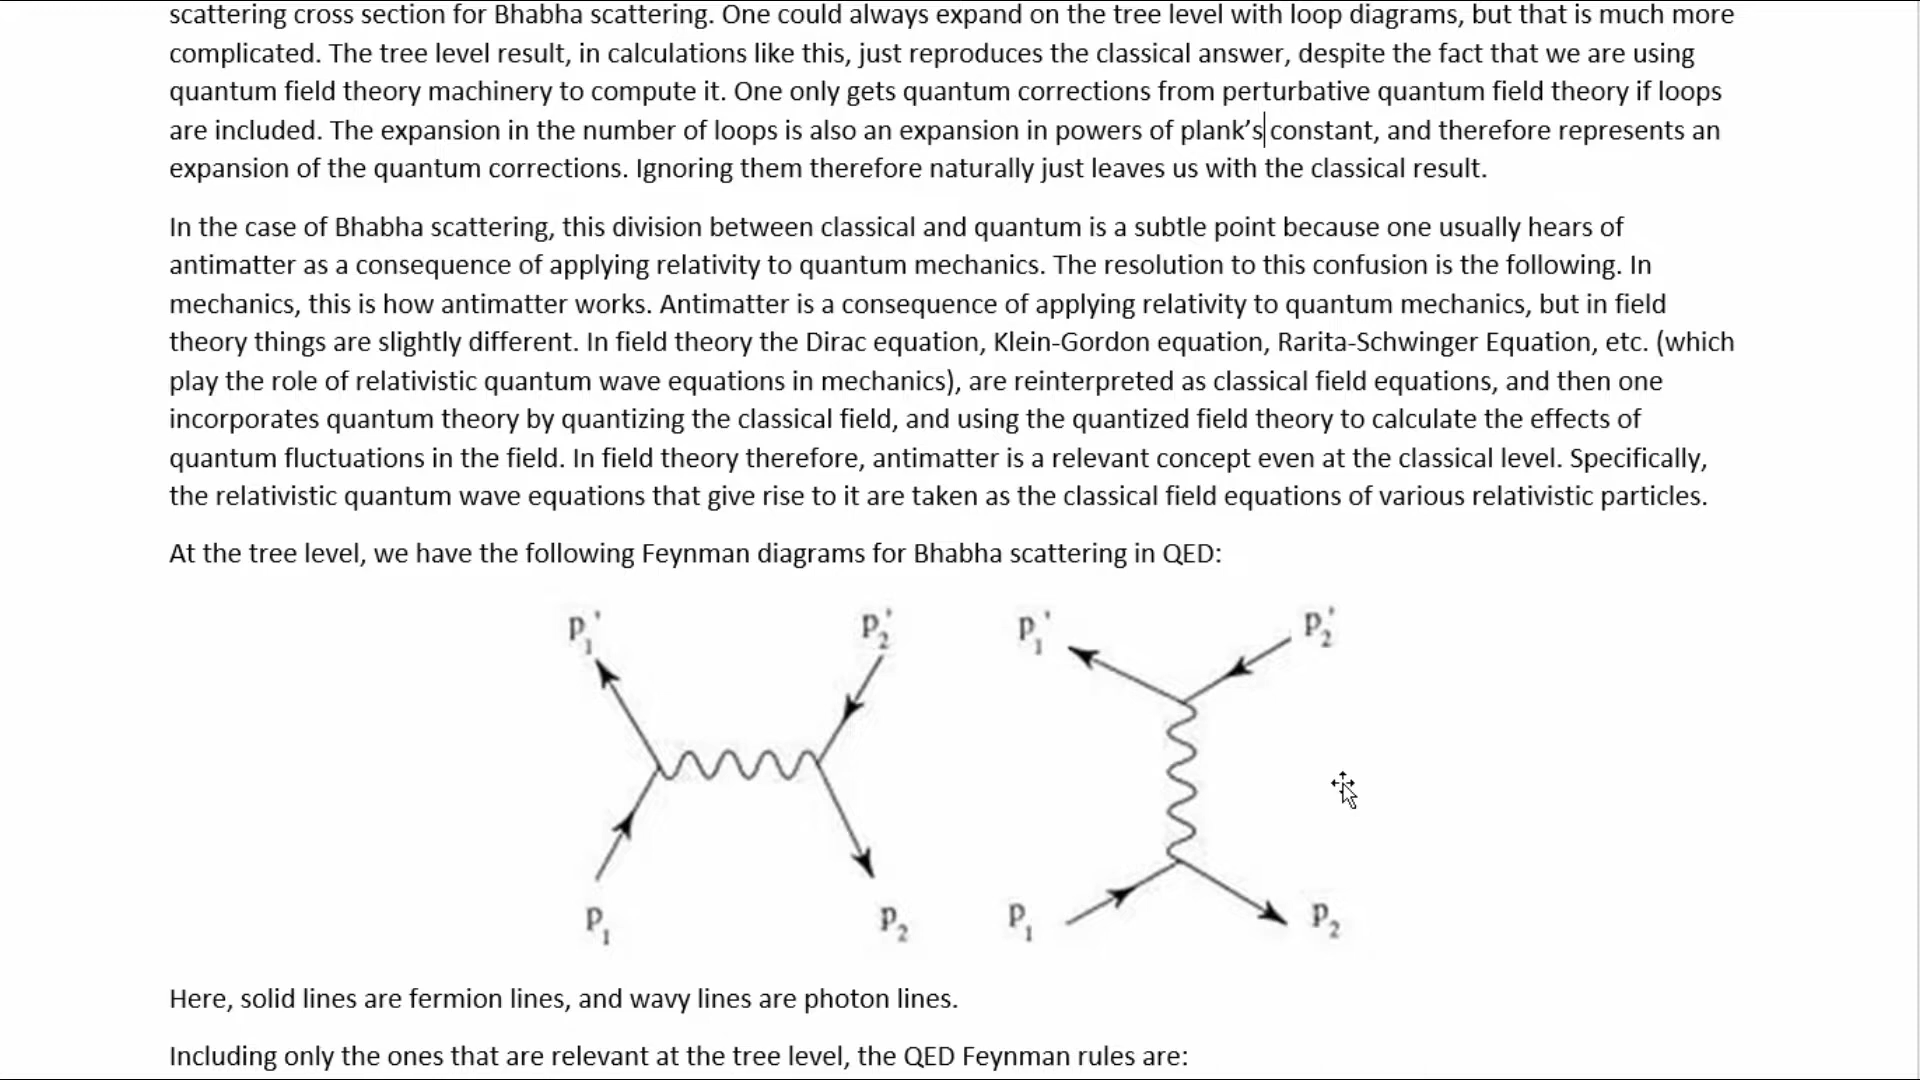 scattering cross section for Bhabha scattering. One could always expand on the tree level with loop diagrams, but that is much more
complicated. The tree level result, in calculations like this, just reproduces the classical answer, despite the fact that we are using
quantum field theory machinery to compute it. One only gets quantum corrections from perturbative quantum field theory if loops
are included. The expansion in the number of loops is also an expansion in powers of plank’s constant, and therefore represents an
expansion of the quantum corrections. Ignoring them therefore naturally just leaves us with the classical result.
In the case of Bhabha scattering, this division between classical and quantum is a subtle point because one usually hears of
antimatter as a consequence of applying relativity to quantum mechanics. The resolution to this confusion is the following. In
mechanics, this is how antimatter works. Antimatter is a consequence of applying relativity to quantum mechanics, but in field
theory things are slightly different. In field theory the Dirac equation, Klein-Gordon equation, Rarita-Schwinger Equation, etc. (which
play the role of relativistic quantum wave equations in mechanics), are reinterpreted as classical field equations, and then one
incorporates quantum theory by quantizing the classical field, and using the quantized field theory to calculate the effects of
quantum fluctuations in the field. In field theory therefore, antimatter is a relevant concept even at the classical level. Specifically,
the relativistic quantum wave equations that give rise to it are taken as the classical field equations of various relativistic particles.
At the tree level, we have the following Feynman diagrams for Bhabha scattering in QED:
p₁' p₂' p₁' p₂'
p₁ p₂ p₁ p₂
Here, solid lines are fermion lines, and wavy lines are photon lines.
Including only the ones that are relevant at the tree level, the QED Feynman rules are: